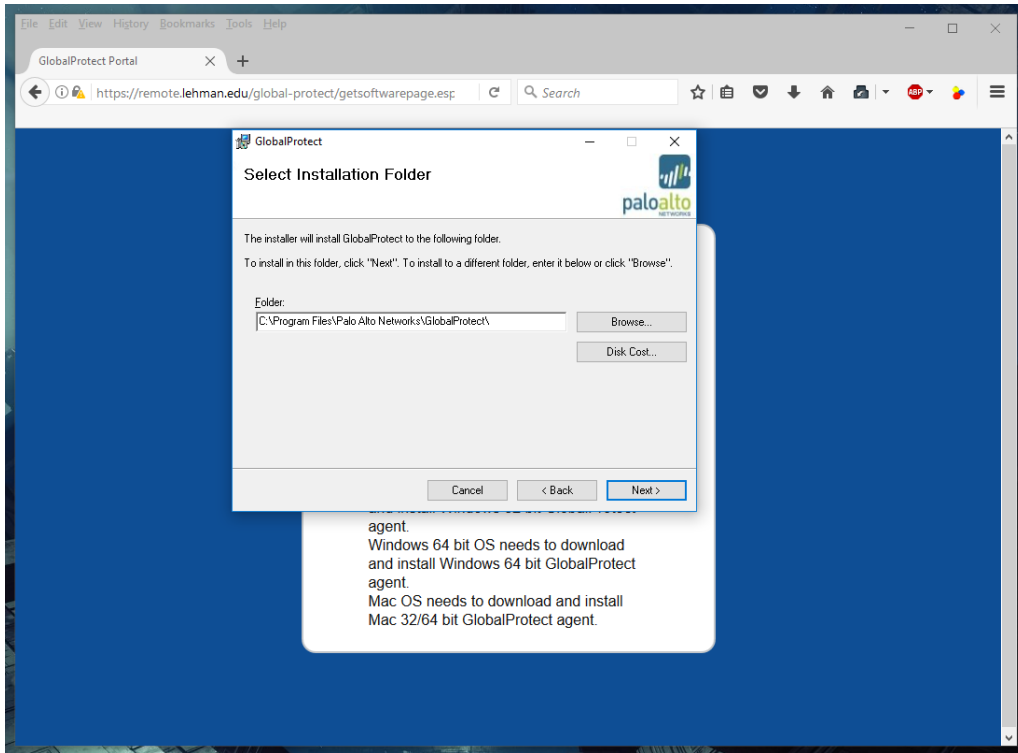 File Edit View History Bookmarks Tools Help
GlobalProtect Portal
https://remote.lehman.edu/global-protect/getsoftwarepage.esp
Search
ABP
GlobalProtect
Select Installation Folder
paloalto
NETWORKS
The installer will install GlobalProtect to the following folder.
To install in this folder, click "Next". To install to a different folder, enter it below or click "Browse".
Folder:
C:\Program Files\Palo Alto Networks\GlobalProtect\
Browse...
Disk Cost...
Cancel
< Back
Next >
agent.
Windows 64 bit OS needs to download
and install Windows 64 bit GlobalProtect
agent.
Mac OS needs to download and install
Mac 32/64 bit GlobalProtect agent.